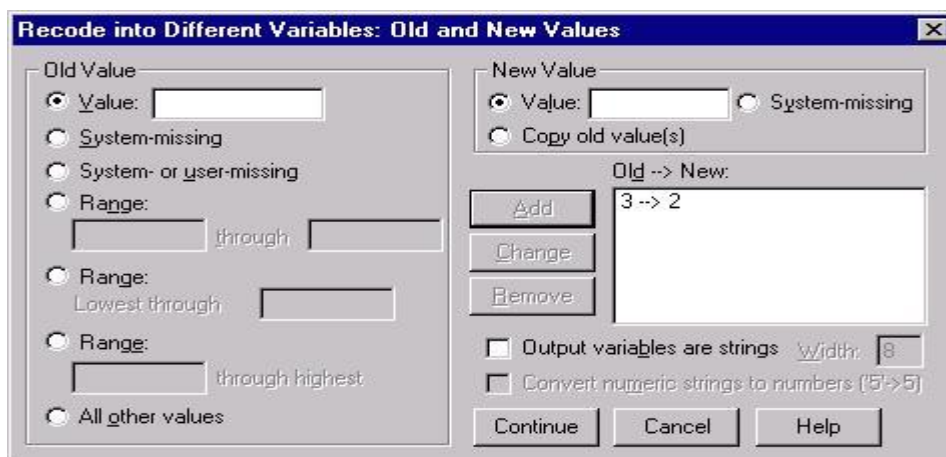 Recode into Different Variables: Old and New Values
Old Value
Value:
System-missing
System- or user-missing
Range:
through
Range:
Lowest through
Range:
through highest
All other values
New Value
Value: System-missing
Copy old value(s)
Old --> New:
3 --> 2
Add
Change
Remove
Output variables are strings Width: 8
Convert numeric strings to numbers ('5'->5)
Continue Cancel Help